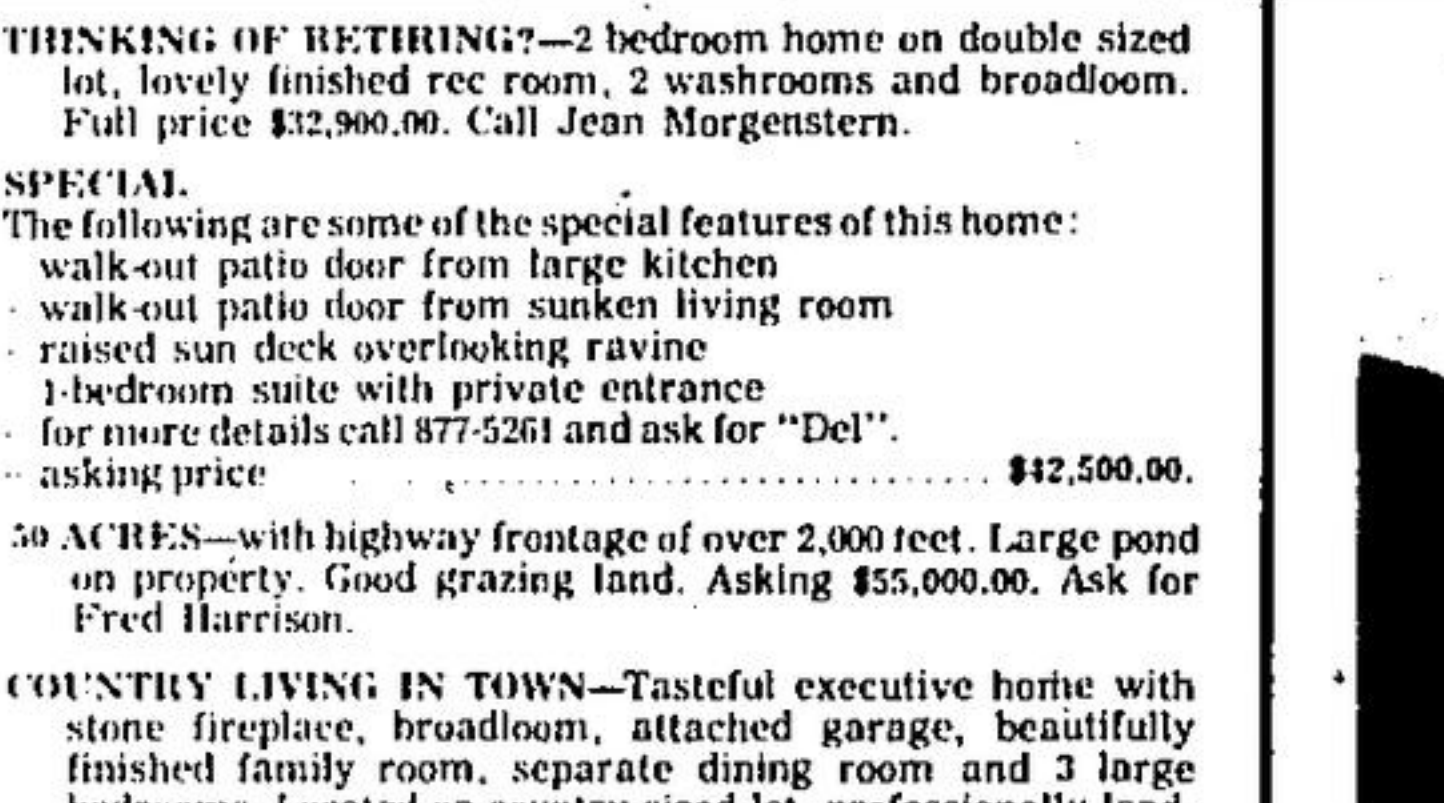 THINKING OF RETIRING?—2 bedroom home on double sized
lot, lovely finished rec room, 2 washrooms and broadloom.
Full price $32,900.00. Call Jean Morgenstern.
SPECIAL
The following are some of the special features of this home:
walk-out patio door from large kitchen
- walk-out patio door from sunken living room
- raised sun deck overlooking ravine
1-bedroom suite with private entrance
- for more details call 877-5261 and ask for "Del".
- asking price .............................. $42,500.00.
50 ACRES—with highway frontage of over 2,000 feet. Large pond
on property. Good grazing land. Asking $55,000.00. Ask for
Fred Harrison.
COUNTRY LIVING IN TOWN—Tasteful executive home with
stone fireplace, broadloom, attached garage, beautifully
finished family room, separate dining room and 3 large